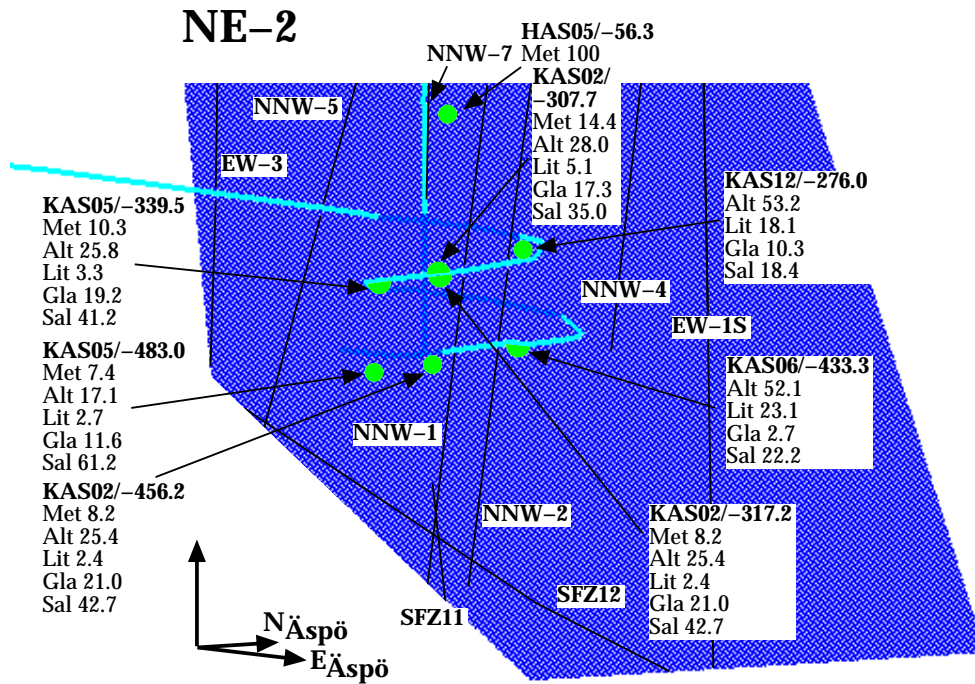 NE–2
HAS05/–56.3
Met 100
NNW–7
KAS02/
–307.7
Met 14.4
Alt 28.0
Lit 5.1
Gla 17.3
Sal 35.0
NNW–5
EW–3
KAS12/–276.0
Alt 53.2
Lit 18.1
Gla 10.3
Sal 18.4
KAS05/–339.5
Met 10.3
Alt 25.8
Lit 3.3
Gla 19.2
Sal 41.2
NNW–4
EW–1S
KAS05/–483.0
Met 7.4
Alt 17.1
Lit 2.7
Gla 11.6
Sal 61.2
KAS06/–433.3
Alt 52.1
Lit 23.1
Gla 2.7
Sal 22.2
NNW–1
KAS02/–456.2
Met 8.2
Alt 25.4
Lit 2.4
Gla 21.0
Sal 42.7
NNW–2
KAS02/–317.2
Met 8.2
Alt 25.4
Lit 2.4
Gla 21.0
Sal 42.7
SFZ12
SFZ11
NÄspö
EÄspö